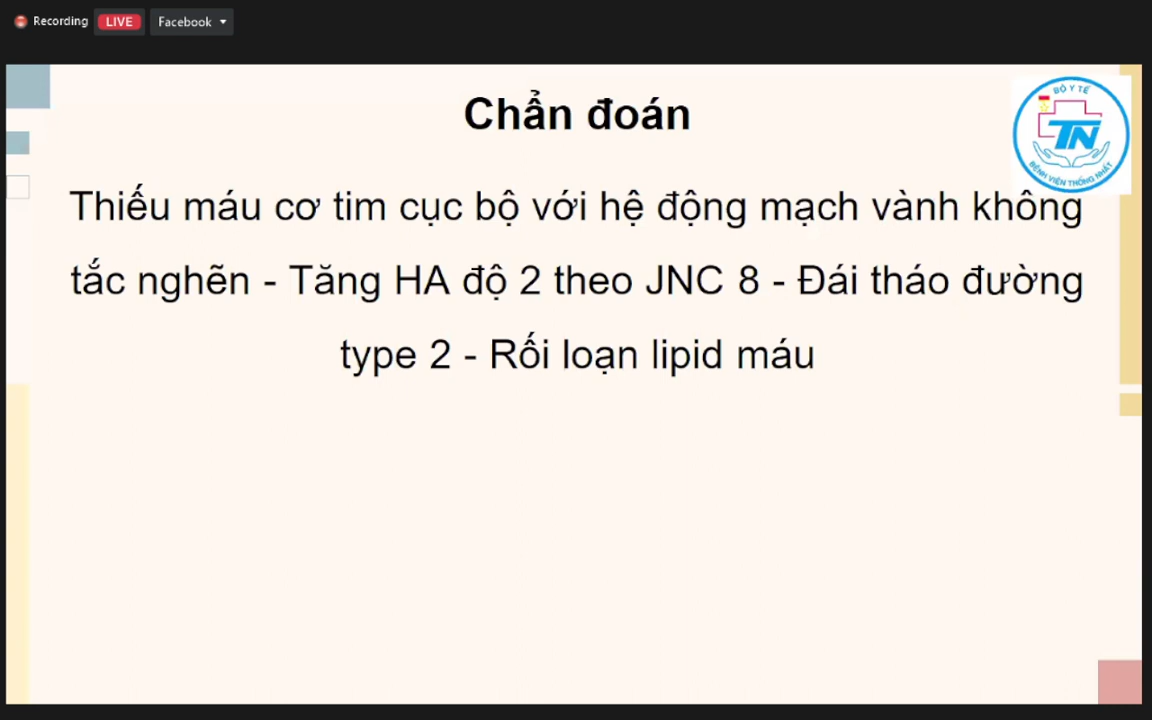 Recording LIVE Facebook
Chẩn đoán
BỘ Y TẾ
TN
BỆNH VIỆN THỐNG NHẤT
Thiếu máu cơ tim cục bộ với hệ động mạch vành không
tắc nghẽn - Tăng HA độ 2 theo JNC 8 - Đái tháo đường
type 2 - Rối loạn lipid máu